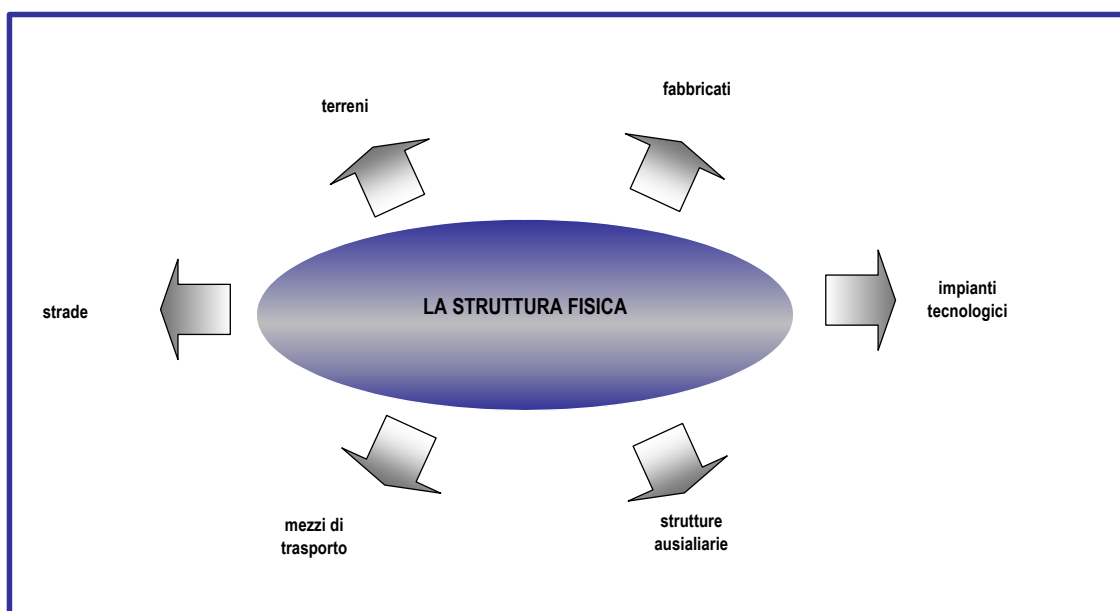 fabbricati
terreni
LA STRUTTURA FISICA
impianti
tecnologici
strade
mezzi di
trasporto
strutture
ausialiarie